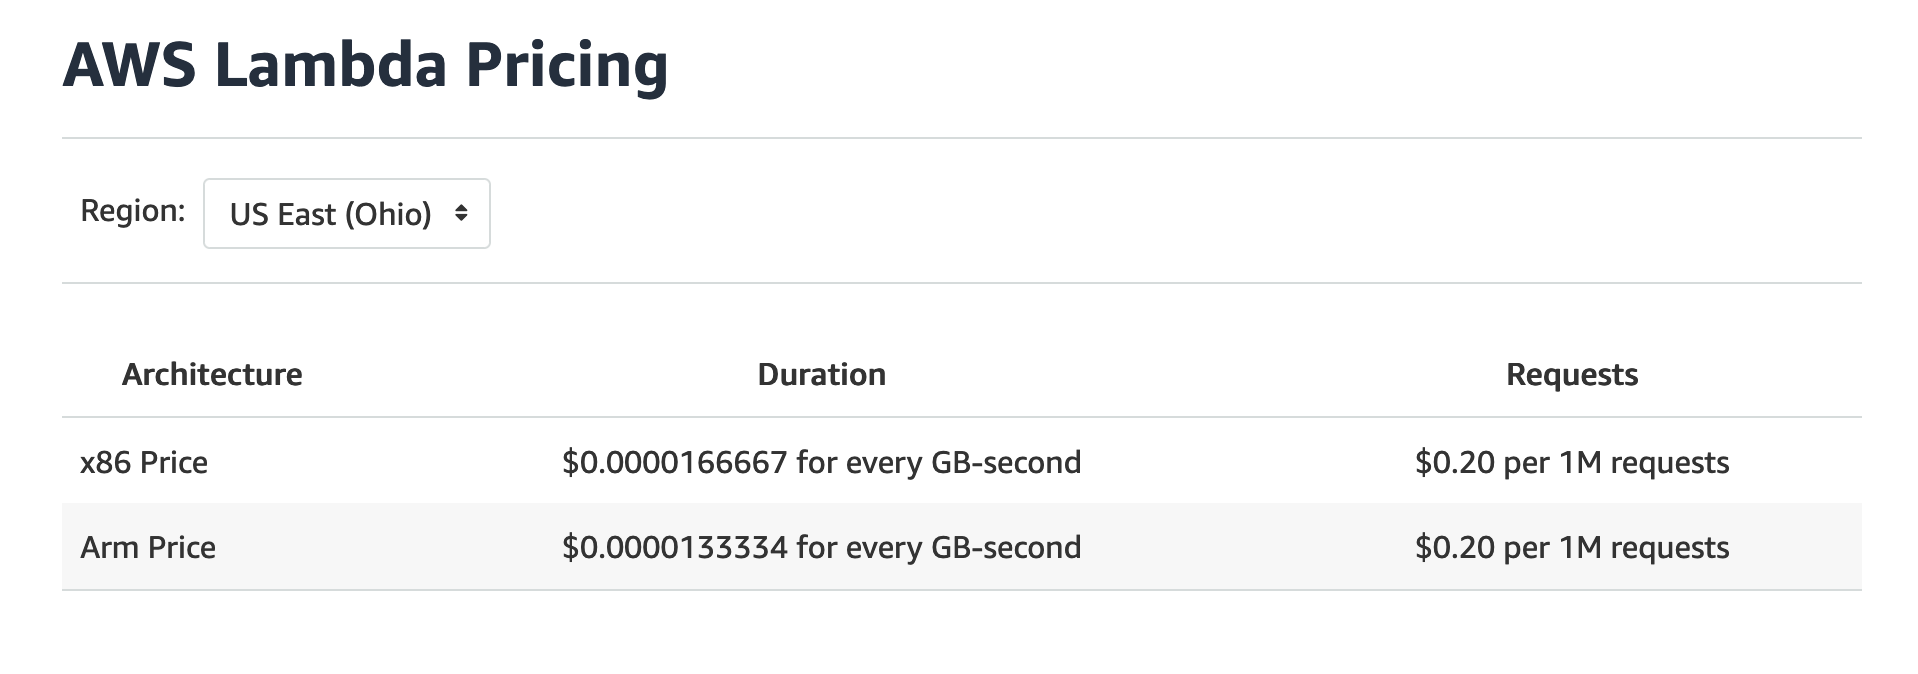 AWS Lambda Pricing
Region: US East (Ohio)
Architecture Duration Requests
x86 Price $0.0000166667 for every GB-second $0.20 per 1M requests
Arm Price $0.0000133334 for every GB-second $0.20 per 1M requests